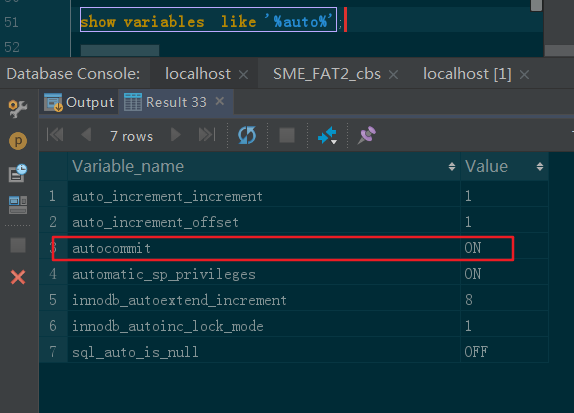 51 show variables like '%auto%';
52
Database Console: localhost × SME_FAT2_cbs × localhost [1] ×
Output Result 33 ×
7 rows
Variable_name Value
1 auto_increment_increment 1
2 auto_increment_offset 1
3 autocommit ON
4 automatic_sp_privileges ON
5 innodb_autoextend_increment 8
6 innodb_autoinc_lock_mode 1
7 sql_auto_is_null OFF